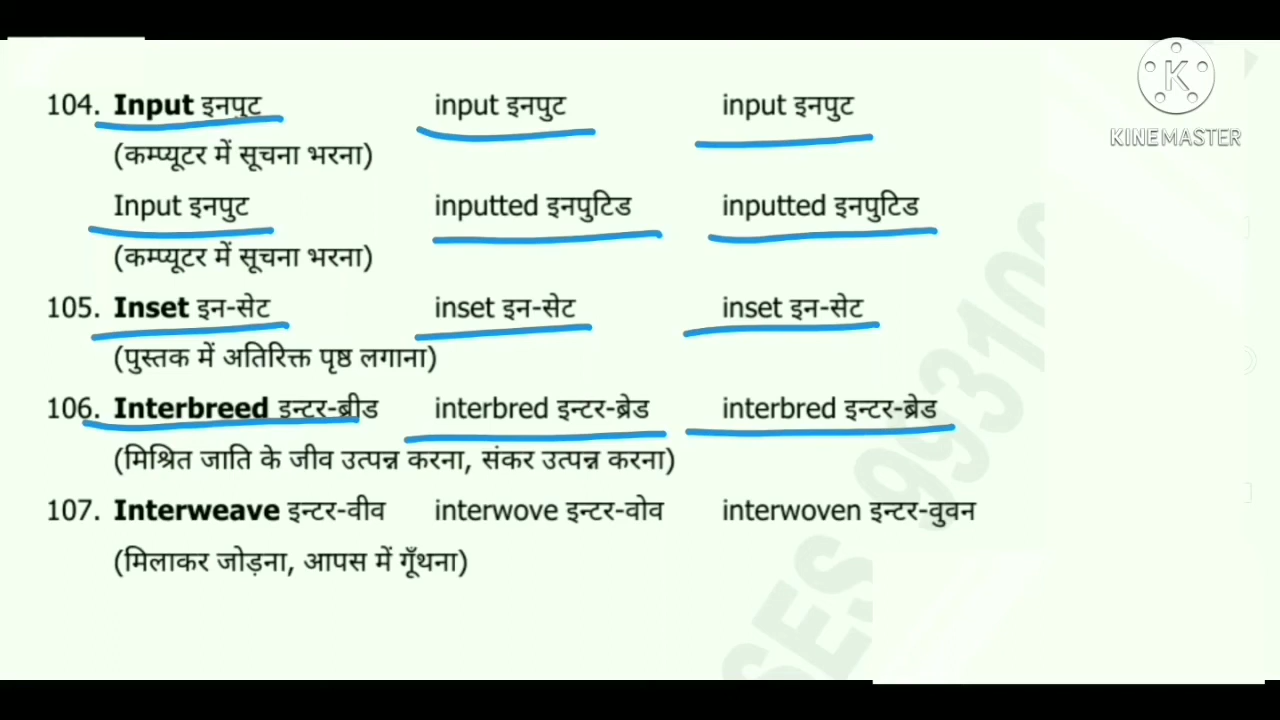 104. Input इनपुट input इनपुट input इनपुट
KINEMASTER
(कम्प्यूटर में सूचना भरना)
Input इनपुट inputted इनपुटिड inputted इनपुटिड
(कम्प्यूटर में सूचना भरना)
105. Inset इन-सेट inset इन-सेट inset इन-सेट
(पुस्तक में अतिरिक्त पृष्ठ लगाना)
106. Interbreed इन्टर-ब्रीड interbred इन्टर-ब्रेड interbred इन्टर-ब्रेड
(मिश्रित जाति के जीव उत्पन्न करना, संकर उत्पन्न करना)
107. Interweave इन्टर-वीव interwove इन्टर-वोव interwoven इन्टर-वुवन
(मिलाकर जोड़ना, आपस में गूँथना)